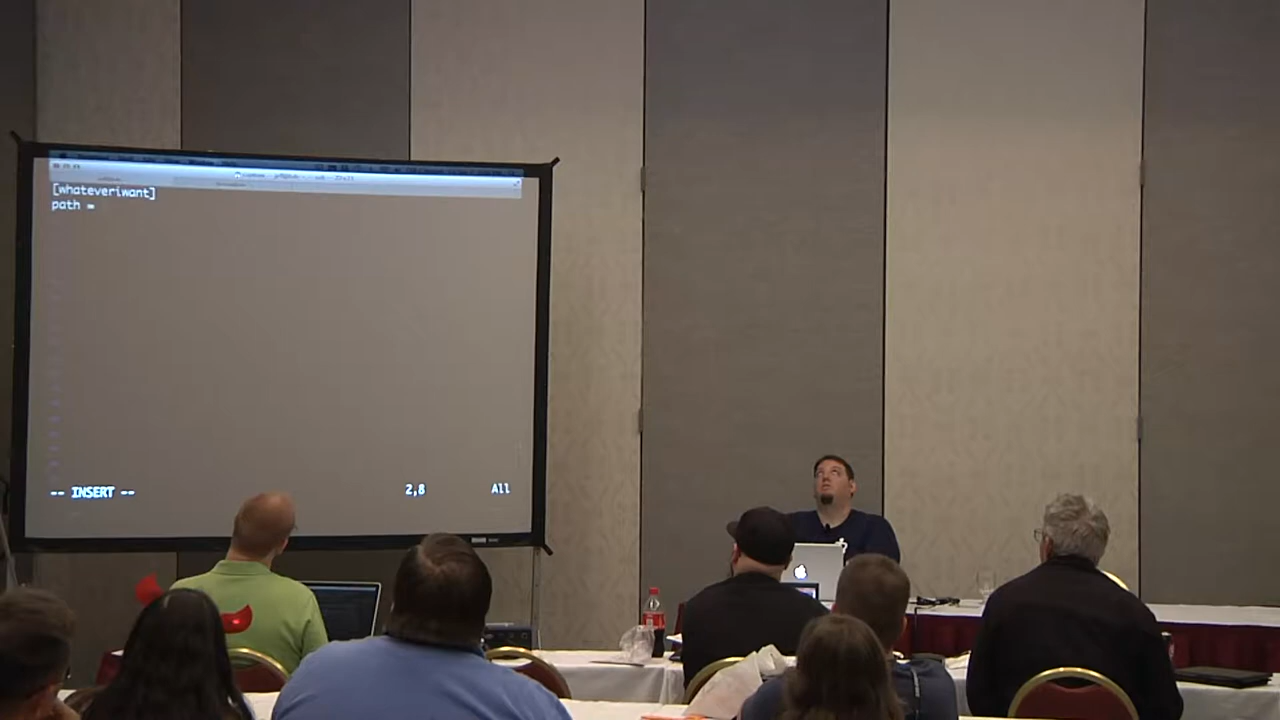 [whateveriwant]
path =
-- INSERT --
2,8
All